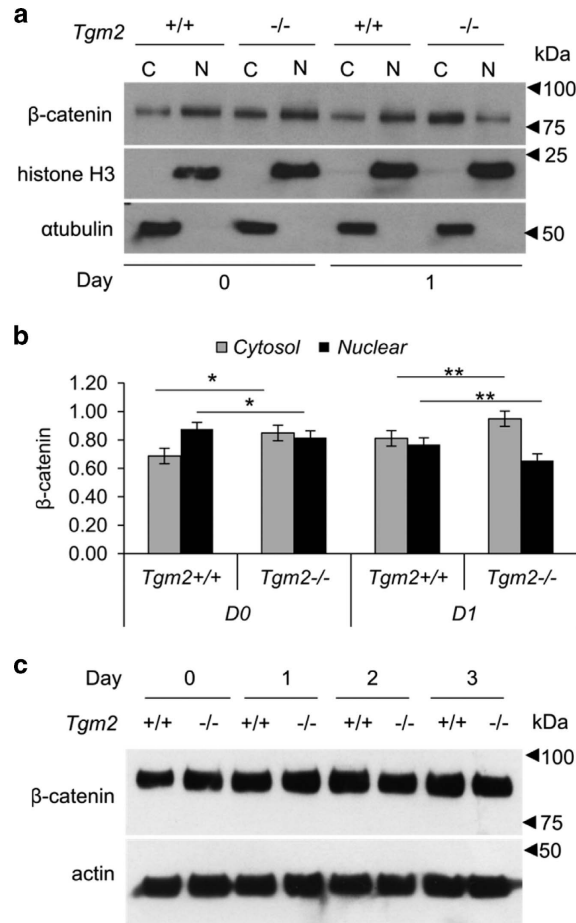 a
Tgm2 +/+ -/- +/+ -/-
kDa
C N C N C N C N
β-catenin
◄100
◄75
histone H3
◄25
αtubulin
◄50
Day 0 1
b
Cytosol Nuclear
* * ** **
β-catenin
1.20
1.00
0.80
0.60
0.40
0.20
0.00
Tgm2+/+ Tgm2-/- Tgm2+/+ Tgm2-/-
D0 D1
c
Day 0 1 2 3
Tgm2 +/+ -/- +/+ -/- +/+ -/- +/+ -/- kDa
β-catenin
◄100
◄75
actin
◄50